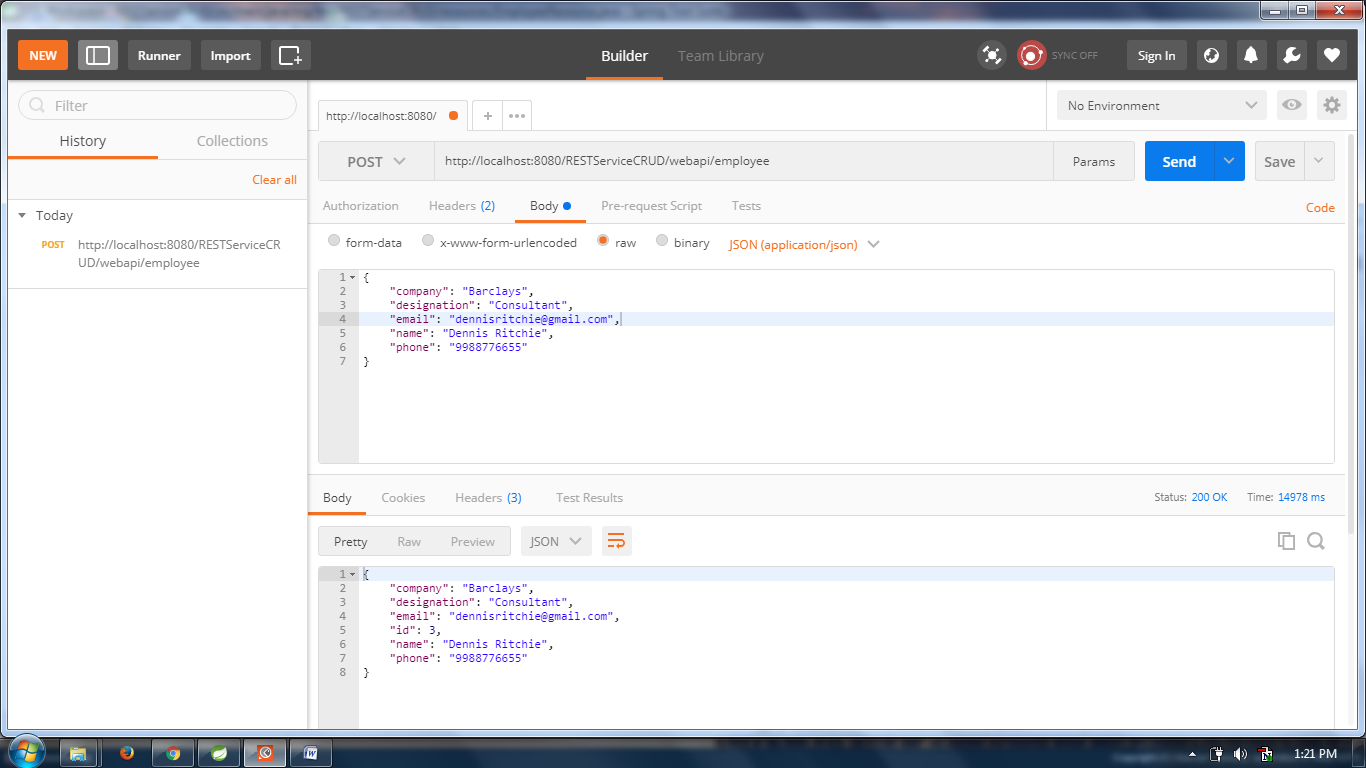 NEW Runner Import Builder Team Library SYNC OFF Sign In
Filter
History Collections
Clear all
Today
POST http://localhost:8080/RESTServiceCR
UD/webapi/employee
http://localhost:8080/ + ••• No Environment
POST http://localhost:8080/RESTServiceCRUD/webapi/employee Params Send Save
Authorization Headers (2) Body Pre-request Script Tests Code
form-data x-www-form-urlencoded raw binary JSON (application/json)
1 {
2 "company": "Barclays",
3 "designation": "Consultant",
4 "email": "dennisritchie@gmail.com",
5 "name": "Dennis Ritchie",
6 "phone": "9988776655"
7 }
Body Cookies Headers (3) Test Results Status: 200 OK Time: 14978 ms
Pretty Raw Preview JSON
1 {
2 "company": "Barclays",
3 "designation": "Consultant",
4 "email": "dennisritchie@gmail.com",
5 "id": 3,
6 "name": "Dennis Ritchie",
7 "phone": "9988776655"
8 }
1:21 PM